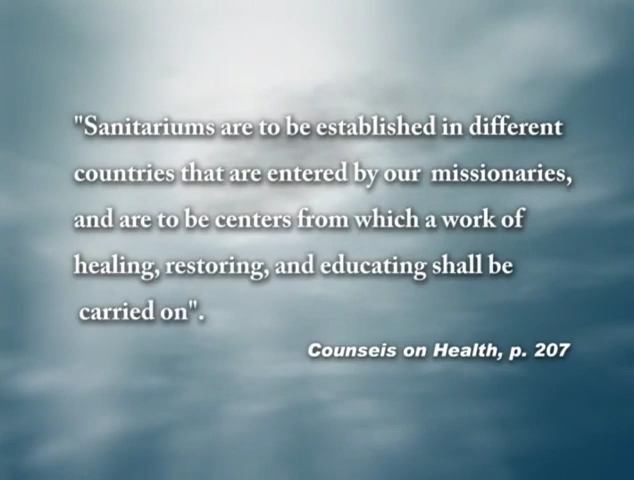 "Sanitariums are to be established in different
countries that are entered by our missionaries,
and are to be centers from which a work of
healing, restoring, and educating shall be
carried on".
Counseis on Health, p. 207